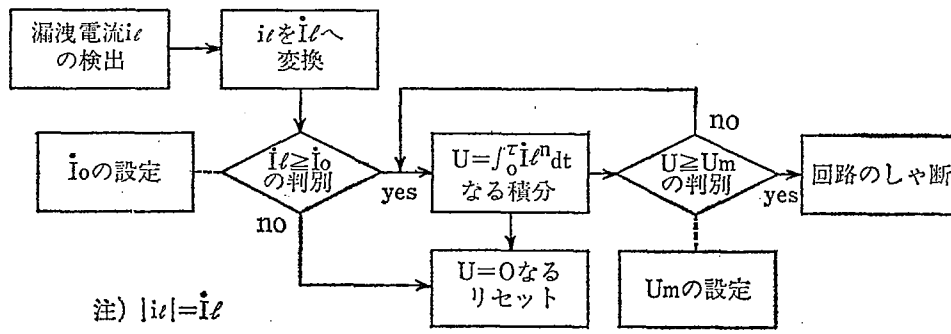 漏洩電流iℓ
の検出
iℓをİℓへ
変換
no
İoの設定
İℓ≧İo
の判別
yes
U=∫₀^τ İℓⁿdt
なる積分
U≧Um
の判別
yes
回路のしゃ断
no
U=0なる
リセット
Umの設定
注) |iℓ|=İℓ